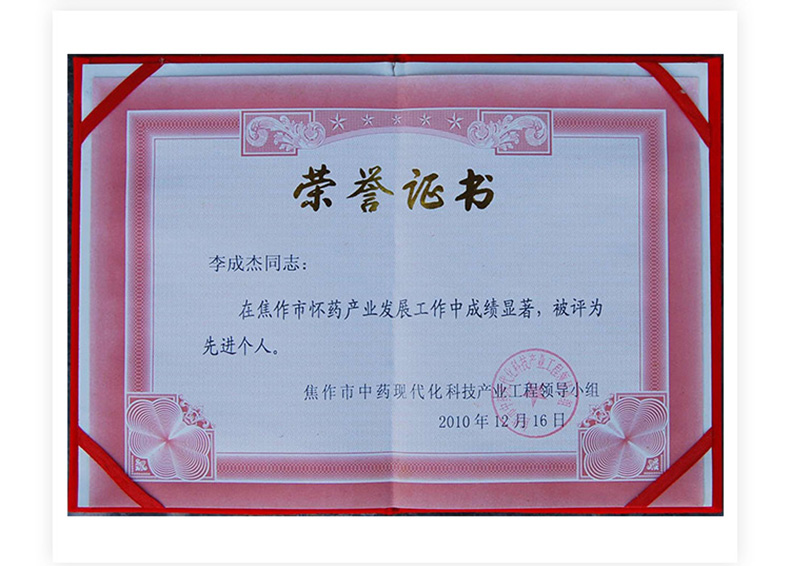 荣誉证书
李成杰同志：
在焦作市怀药产业发展工作中成绩显著，被评为
先进个人。
焦作市中药现代化科技产业工程领导小组
2010年12月16日